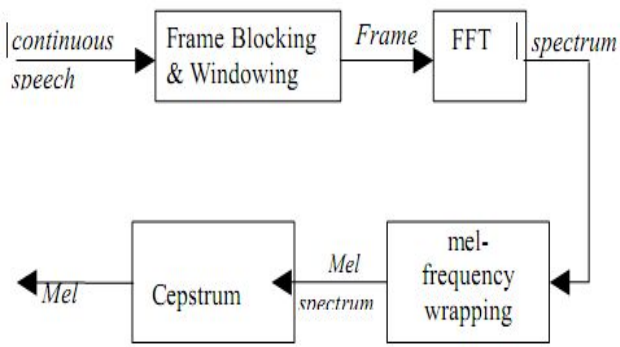 continuous
speech
Frame Blocking
& Windowing
Frame
FFT
spectrum
mel-
frequency
wrapping
Mel
spectrum
Cepstrum
Mel